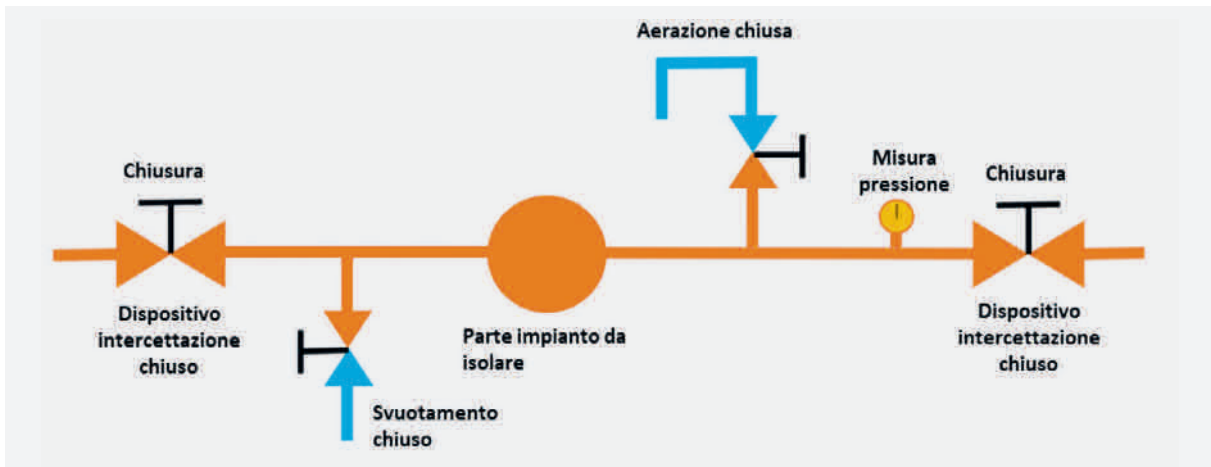 Aerazione chiusa
Chiusura
Misura
pressione
Chiusura
Dispositivo
intercettazione
chiuso
Parte impianto da
isolare
Dispositivo
intercettazione
chiuso
Svuotamento
chiuso